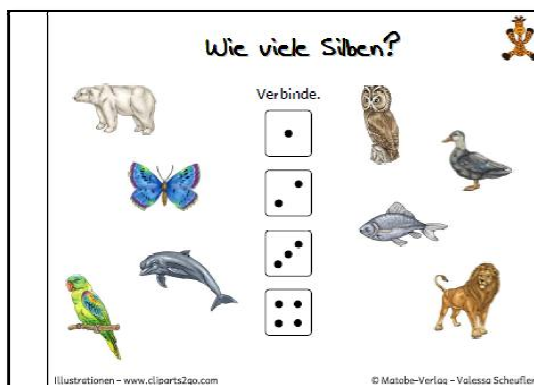 Wie viele Silben?
Verbinde.
Illustrationen - www.cliparts2go.com
© Matobe-Verlag - Valessa Scheufler